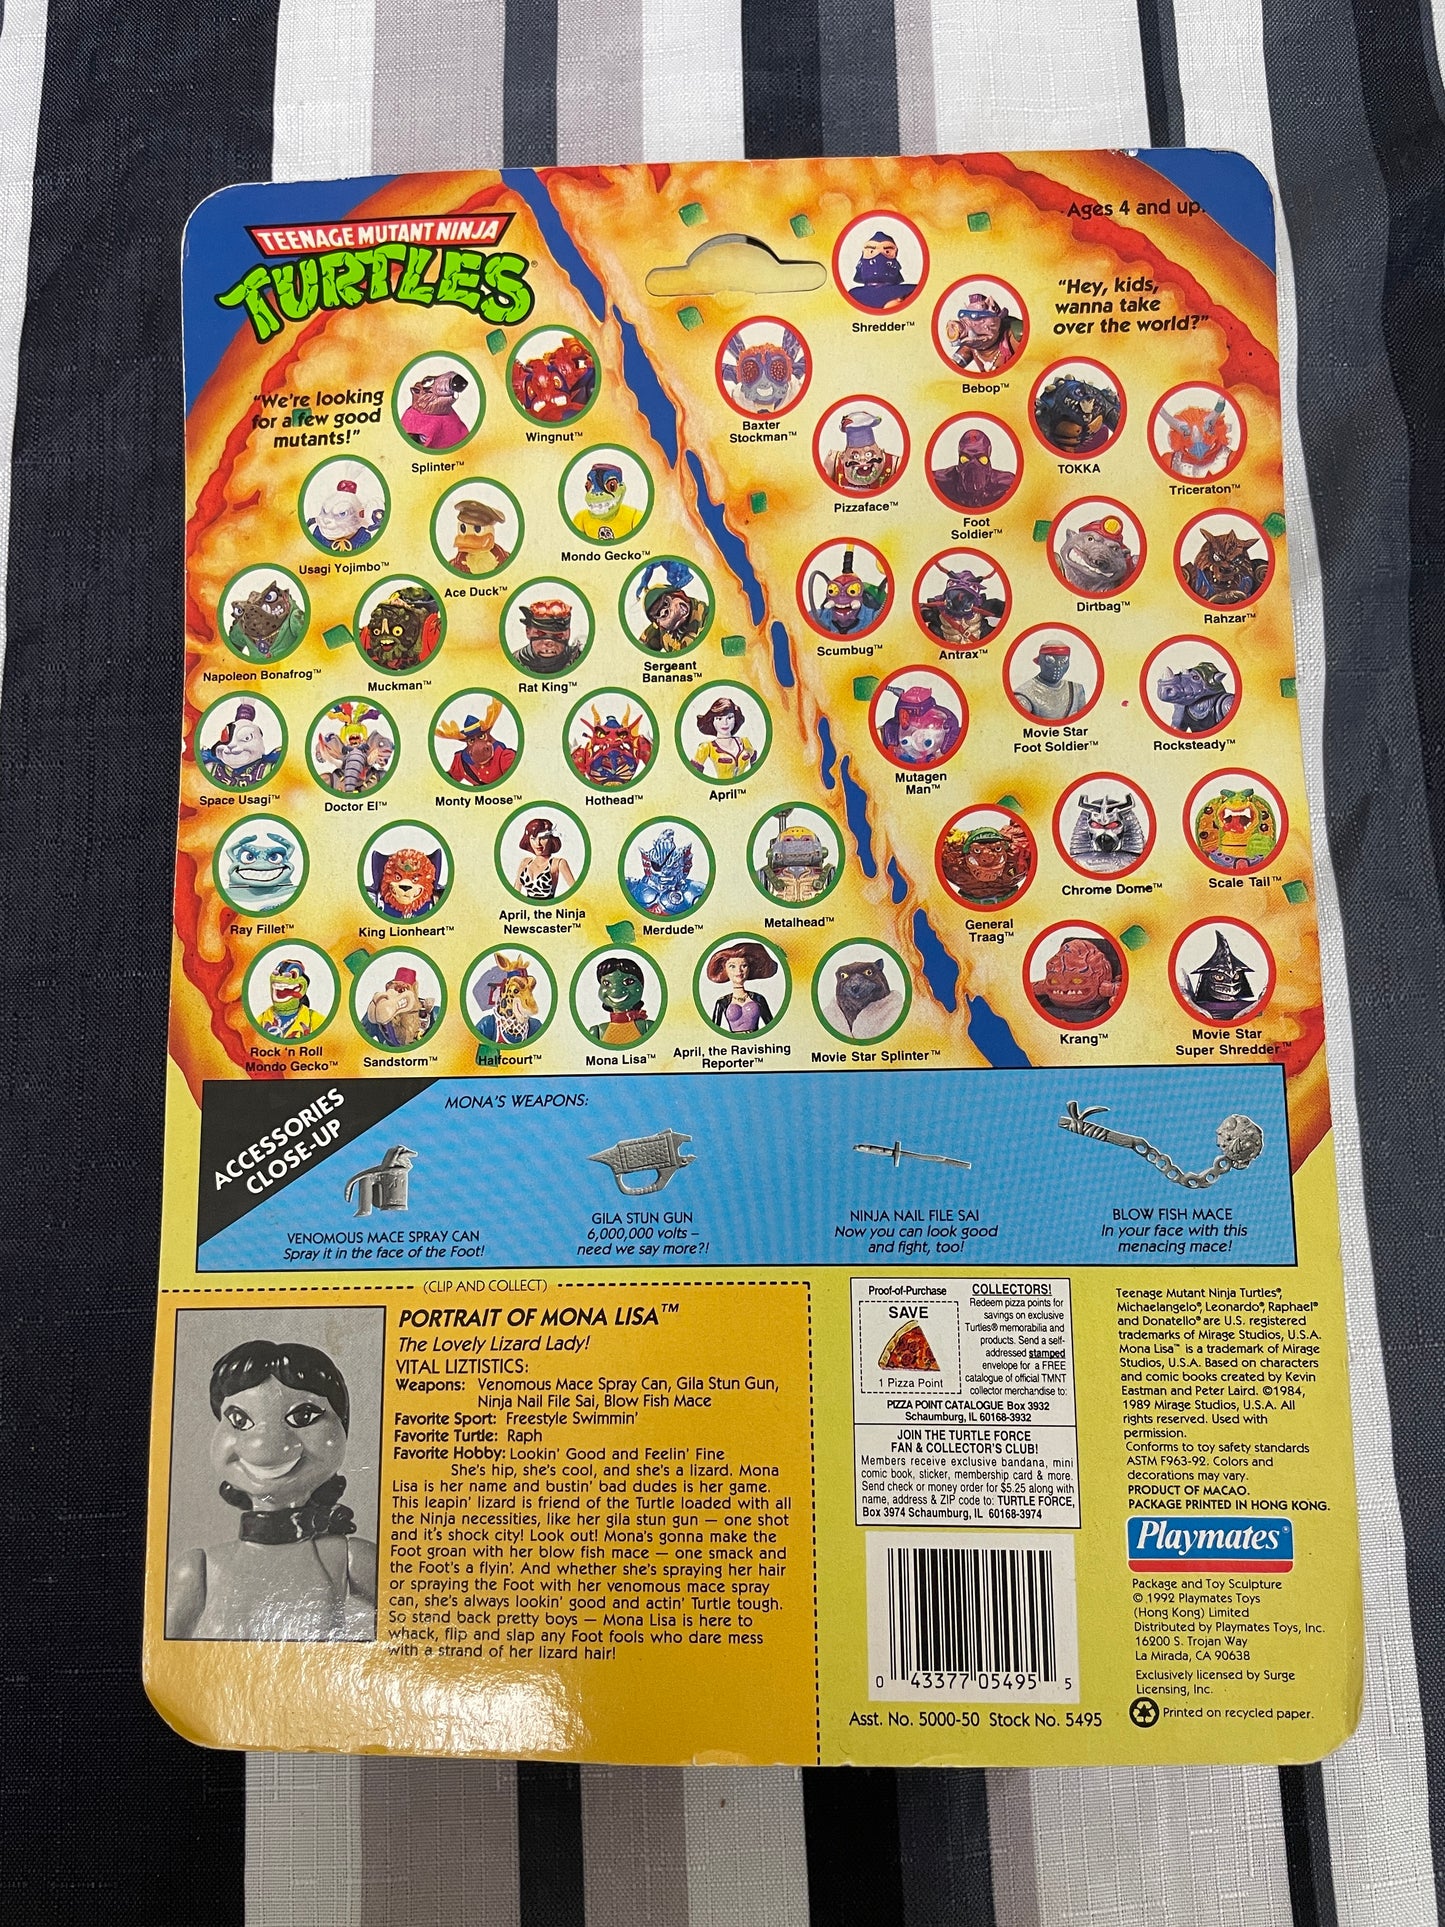 TEENAGE MUTANT NINJA
TURTLES®
Ages 4 and up.
"We're looking
for a few good
mutants!"
"Hey, kids,
wanna take
over the world?"
Splinter™
Wingnut™
Usagi Yojimbo™
Ace Duck™
Mondo Gecko™
Napoleon Bonafrog™
Muckman™
Rat King™
Sergeant
Bananas™
Space Usagi™
Doctor El™
Monty Moose™
Hothead™
April™
Ray Fillet™
King Lionheart™
April, the Ninja
Newscaster™
Merdude™
Metalhead™
Rock 'n Roll
Mondo Gecko™
Sandstorm™
Halfcourt™
Mona Lisa™
April, the Ravishing
Reporter™
Movie Star Splinter™
Shredder™
Bebop™
Baxter
Stockman™
Pizzaface™
Foot
Soldier™
TOKKA
Triceraton™
Scumbug™
Antrax™
Dirtbag™
Rahzar™
Mutagen
Man™
Movie Star
Foot Soldier™
Rocksteady™
General
Traag™
Chrome Dome™
Scale Tail™
Krang™
Movie Star
Super Shredder™
ACCESSORIES
CLOSE-UP
MONA'S WEAPONS:
VENOMOUS MACE SPRAY CAN
Spray it in the face of the Foot!
GILA STUN GUN
6,000,000 volts –
need we say more?!
NINJA NAIL FILE SAI
Now you can look good
and fight, too!
BLOW FISH MACE
In your face with this
menacing mace!
(CLIP AND COLLECT)
PORTRAIT OF MONA LISA™
The Lovely Lizard Lady!
VITAL LIZTISTICS:
Weapons: Venomous Mace Spray Can, Gila Stun Gun,
Ninja Nail File Sai, Blow Fish Mace
Favorite Sport: Freestyle Swimmin'
Favorite Turtle: Raph
Favorite Hobby: Lookin' Good and Feelin' Fine
She's hip, she's cool, and she's a lizard. Mona
Lisa is her name and bustin' bad dudes is her game.
This leapin' lizard is friend of the Turtle loaded with all
the Ninja necessities, like her gila stun gun — one shot
and it's shock city! Look out! Mona's gonna make the
Foot groan with her blow fish mace — one smack and
the Foot's a flyin'. And whether she's spraying her hair
or spraying the Foot with her venomous mace spray
can, she's always lookin' good and actin' Turtle tough.
So stand back pretty boys — Mona Lisa is here to
whack, flip and slap any Foot fools who dare mess
with a strand of her lizard hair!
Proof-of-Purchase
SAVE
1 Pizza Point
COLLECTORS!
Redeem pizza points for
savings on exclusive
Turtles® memorabilia and
products. Send a self-
addressed stamped
envelope for a FREE
catalogue of official TMNT
collector merchandise to:
PIZZA POINT CATALOGUE Box 3932
Schaumburg, IL 60168-3932
JOIN THE TURTLE FORCE
FAN & COLLECTOR'S CLUB!
Members receive exclusive bandana, mini
comic book, sticker, membership card & more.
Send check or money order for $5.25 along with
name, address & ZIP code to: TURTLE FORCE,
Box 3974 Schaumburg, IL 60168-3974
0 43377 05495 5
Asst. No. 5000-50 Stock No. 5495
Teenage Mutant Ninja Turtles®,
Michaelangelo®, Leonardo®, Raphael®
and Donatello® are U.S. registered
trademarks of Mirage Studios, U.S.A.
Mona Lisa™ is a trademark of Mirage
Studios, U.S.A. Based on characters
and comic books created by Kevin
Eastman and Peter Laird. ©1984,
1989 Mirage Studios, U.S.A. All
rights reserved. Used with
permission.
Conforms to toy safety standards
ASTM F963-92. Colors and
decorations may vary.
PRODUCT OF MACAO.
PACKAGE PRINTED IN HONG KONG.
Playmates®
Package and Toy Sculpture
© 1992 Playmates Toys
(Hong Kong) Limited
Distributed by Playmates Toys, Inc.
16200 S. Trojan Way
La Mirada, CA 90638
Exclusively licensed by Surge
Licensing, Inc.
Printed on recycled paper.